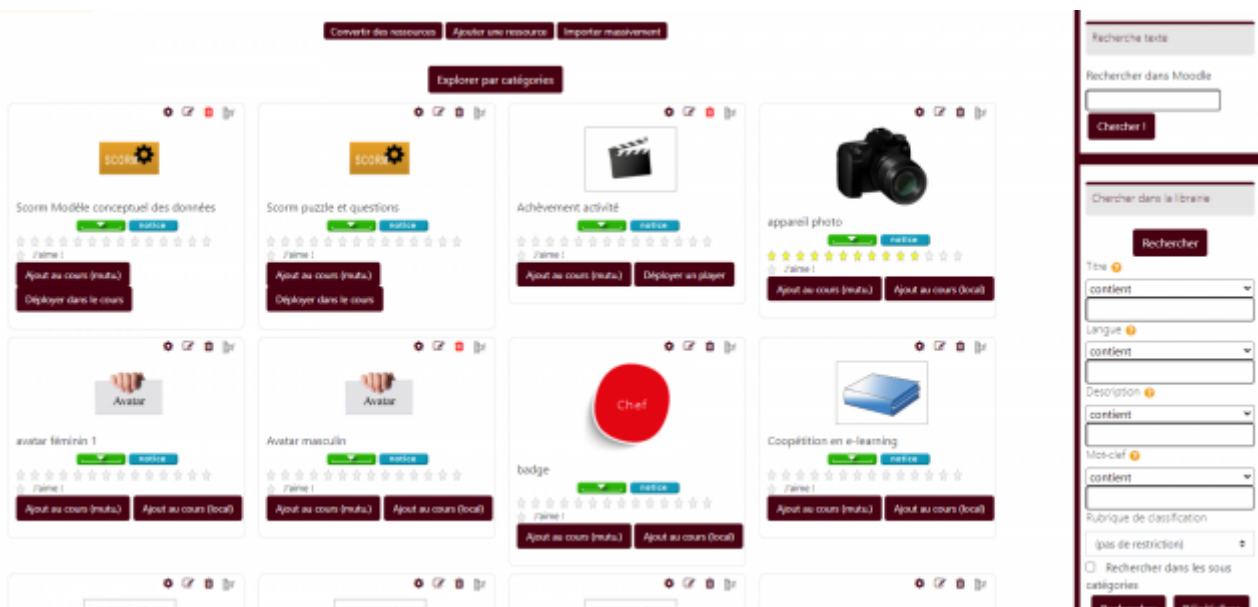 Convertir des ressources Ajouter une ressource Importer massivement
Explorer par catégories
SCORM
Scorm Modèle conceptuel des données
notice
J'aime !
Ajout au cours (mutu.)
Déployer dans le cours
SCORM
Scorm puzzle et questions
notice
J'aime !
Ajout au cours (mutu.)
Déployer dans le cours
Achèvement activité
notice
J'aime !
Ajout au cours (mutu.) Déployer un player
appareil photo
notice
J'aime !
Ajout au cours (mutu.) Ajout au cours (local)
Avatar
avatar féminin 1
notice
J'aime !
Ajout au cours (mutu.) Ajout au cours (local)
Avatar
Avatar masculin
notice
J'aime !
Ajout au cours (mutu.) Ajout au cours (local)
Chef
badge
notice
J'aime !
Ajout au cours (mutu.) Ajout au cours (local)
Coopétition en e-learning
notice
J'aime !
Ajout au cours (mutu.) Ajout au cours (local)
Recherche texte
Rechercher dans Moodle
Chercher !
Chercher dans la librairie
Rechercher
Titre
contient
Langue
contient
Description
contient
Mot-clef
contient
Rubrique de classification
(pas de restriction)
Rechercher dans les sous
catégories